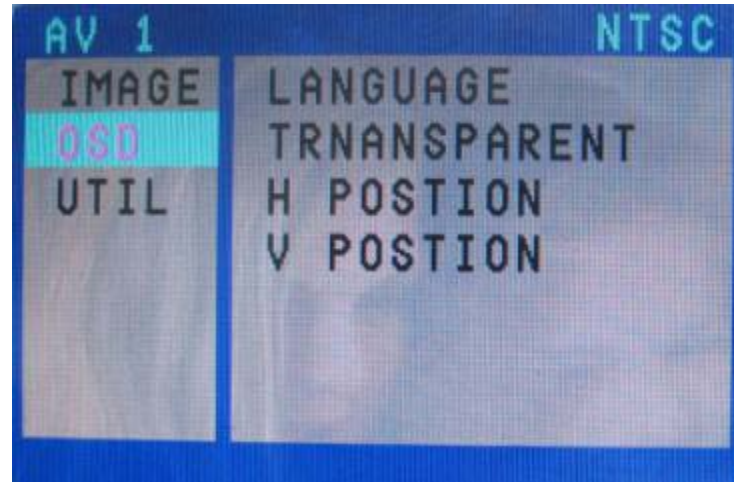 AV 1 NTSC
IMAGE
OSD
UTIL
LANGUAGE
TRNANSPARENT
H POSTION
V POSTION